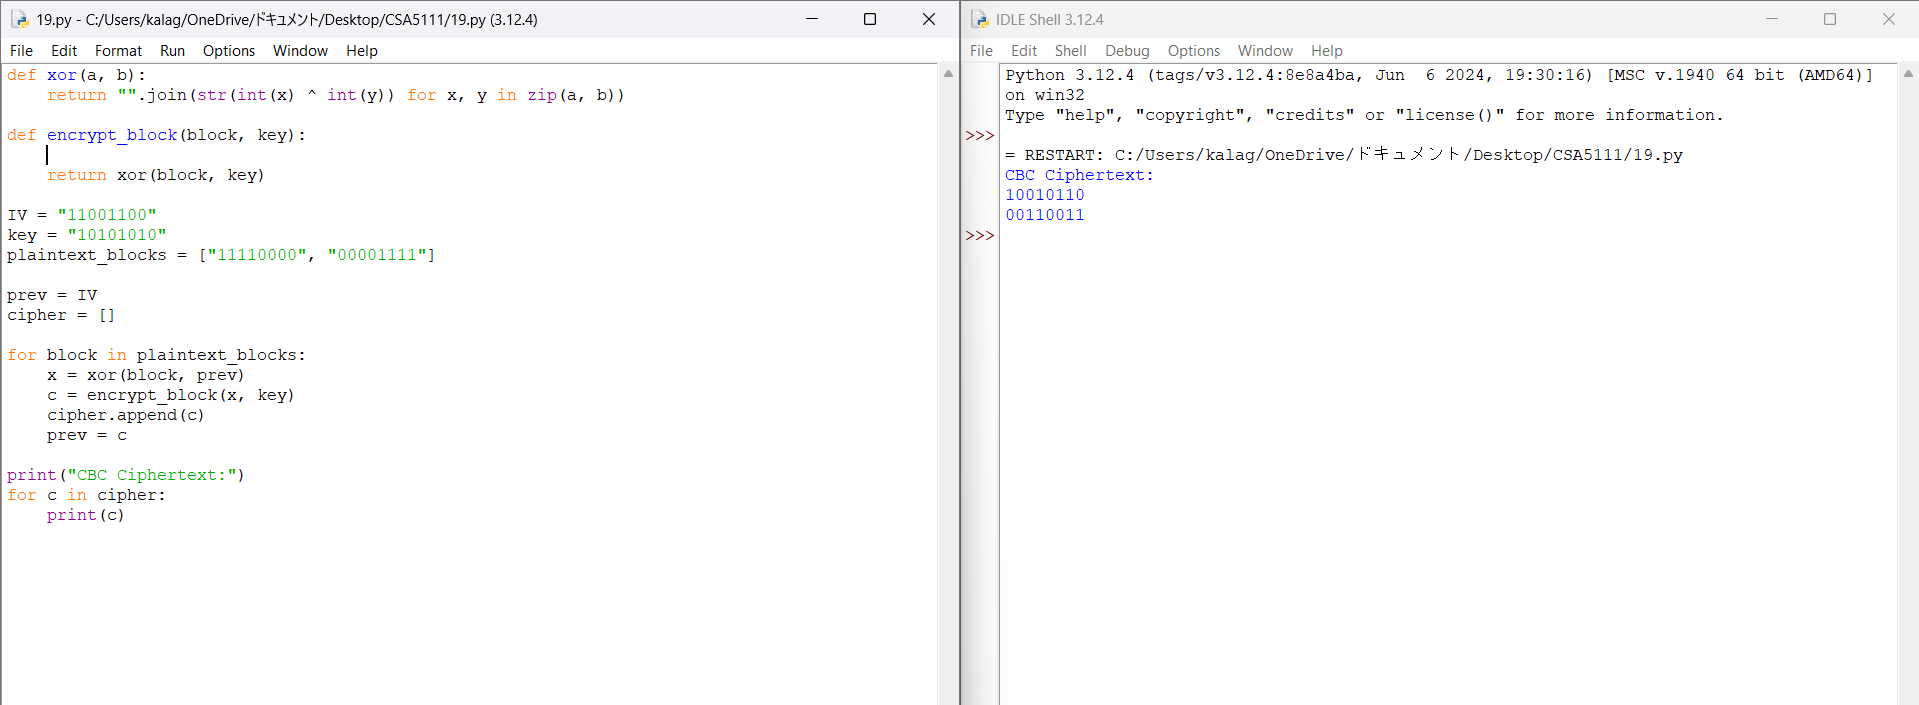 19.py - C:/Users/kalag/OneDrive/ドキュメント/Desktop/CSA5111/19.py (3.12.4)
File Edit Format Run Options Window Help
def xor(a, b):
    return "".join(str(int(x) ^ int(y)) for x, y in zip(a, b))
def encrypt_block(block, key):
    return xor(block, key)
IV = "11001100"
key = "10101010"
plaintext_blocks = ["11110000", "00001111"]
prev = IV
cipher = []
for block in plaintext_blocks:
    x = xor(block, prev)
    c = encrypt_block(x, key)
    cipher.append(c)
    prev = c
print("CBC Ciphertext:")
for c in cipher:
    print(c)
IDLE Shell 3.12.4
File Edit Shell Debug Options Window Help
Python 3.12.4 (tags/v3.12.4:8e8a4ba, Jun  6 2024, 19:30:16) [MSC v.1940 64 bit (AMD64)]
on win32
Type "help", "copyright", "credits" or "license()" for more information.
>>>
= RESTART: C:/Users/kalag/OneDrive/ドキュメント/Desktop/CSA5111/19.py
CBC Ciphertext:
10010110
00110011
>>>